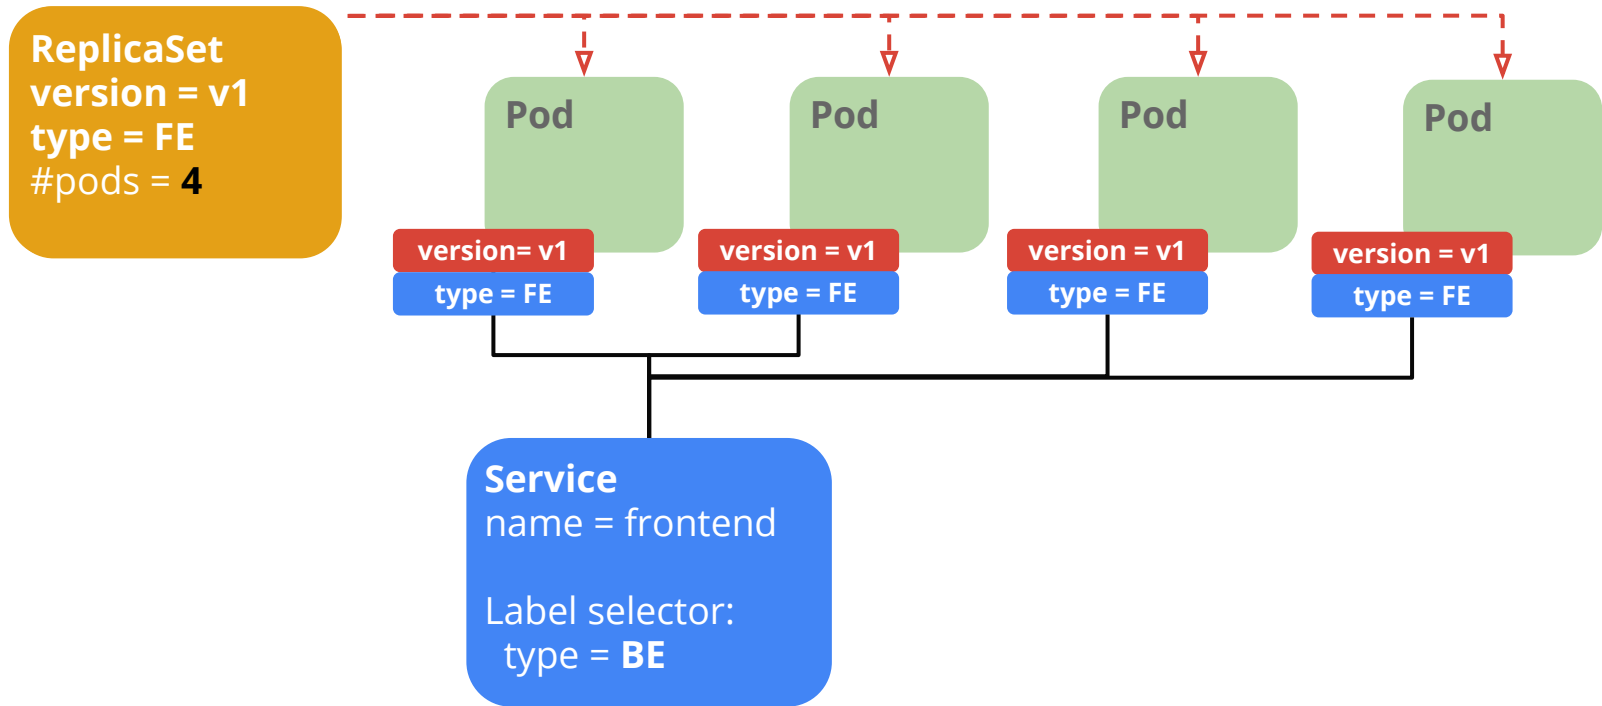 ReplicaSet
version = v1
type = FE
#pods = 4
Pod
Pod
Pod
Pod
version= v1
type = FE
version = v1
type = FE
version = v1
type = FE
version = v1
type = FE
Service
name = frontend
Label selector:
type = BE